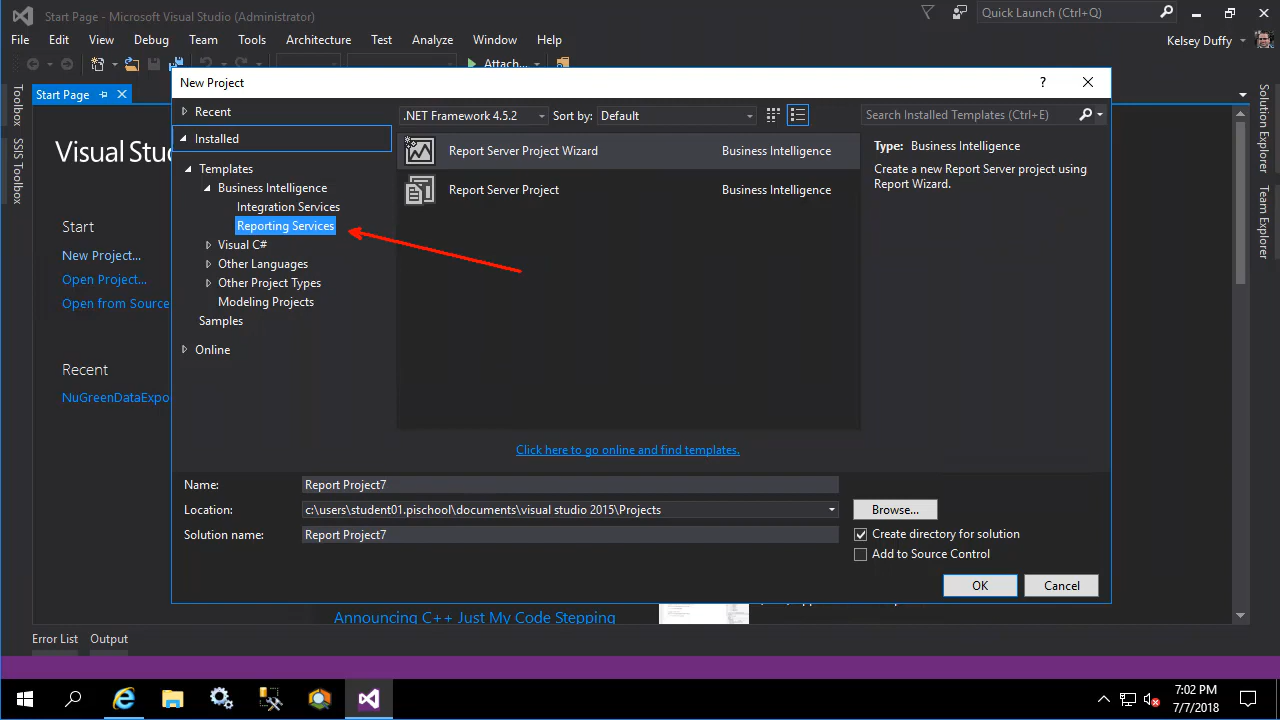 Start Page - Microsoft Visual Studio (Administrator)
Quick Launch (Ctrl+Q)
File Edit View Debug Team Tools Architecture Test Analyze Window Help
Kelsey Duffy
Attach...
Start Page
Toolbox
SSIS Toolbox
Solution Explorer
Team Explorer
Visual Stu
Start
New Project...
Open Project...
Open from Source
Recent
NuGreenDataExpo
New Project
?
Recent
Installed
Templates
Business Intelligence
Integration Services
Reporting Services
Visual C#
Other Languages
Other Project Types
Modeling Projects
Samples
Online
.NET Framework 4.5.2
Sort by: Default
Search Installed Templates (Ctrl+E)
Report Server Project Wizard Business Intelligence
Report Server Project Business Intelligence
Type: Business Intelligence
Create a new Report Server project using
Report Wizard.
Click here to go online and find templates.
Name: Report Project7
Location: c:\users\student01.pischool\documents\visual studio 2015\Projects
Browse...
Solution name: Report Project7
Create directory for solution
Add to Source Control
OK
Cancel
Announcing C++ Just My Code Stepping
Error List Output
7:02 PM
7/7/2018